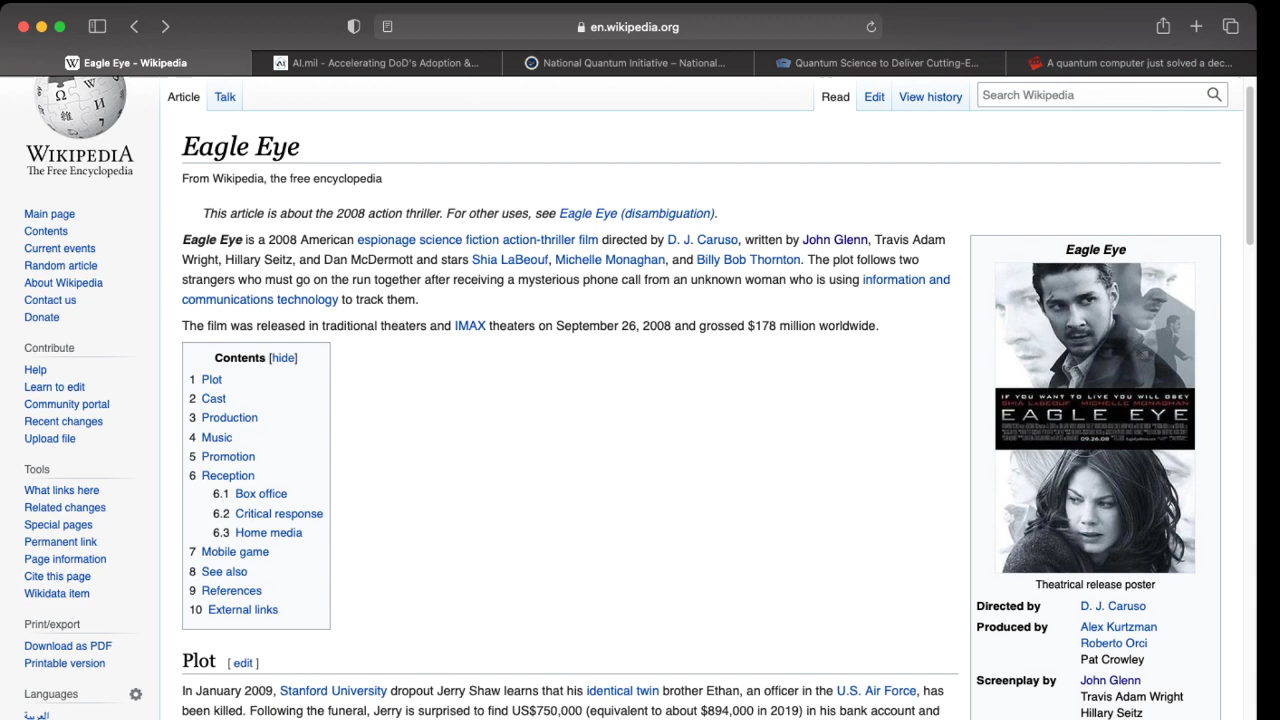 en.wikipedia.org
Eagle Eye - Wikipedia
AI.mil - Accelerating DoD's Adoption &...
National Quantum Initiative – National...
Quantum Science to Deliver Cutting-E...
A quantum computer just solved a dec...
WIKIPEDIA
The Free Encyclopedia
Main page
Contents
Current events
Random article
About Wikipedia
Contact us
Donate
Contribute
Help
Learn to edit
Community portal
Recent changes
Upload file
Tools
What links here
Related changes
Special pages
Permanent link
Page information
Cite this page
Wikidata item
Print/export
Download as PDF
Printable version
Languages
العربية
Article Talk
Read Edit View history
Search Wikipedia
Eagle Eye
From Wikipedia, the free encyclopedia
This article is about the 2008 action thriller. For other uses, see Eagle Eye (disambiguation).
Eagle Eye is a 2008 American espionage science fiction action-thriller film directed by D. J. Caruso, written by John Glenn, Travis Adam
Wright, Hillary Seitz, and Dan McDermott and stars Shia LaBeouf, Michelle Monaghan, and Billy Bob Thornton. The plot follows two
strangers who must go on the run together after receiving a mysterious phone call from an unknown woman who is using information and
communications technology to track them.
The film was released in traditional theaters and IMAX theaters on September 26, 2008 and grossed $178 million worldwide.
Contents [hide]
1 Plot
2 Cast
3 Production
4 Music
5 Promotion
6 Reception
6.1 Box office
6.2 Critical response
6.3 Home media
7 Mobile game
8 See also
9 References
10 External links
Plot [ edit ]
In January 2009, Stanford University dropout Jerry Shaw learns that his identical twin brother Ethan, an officer in the U.S. Air Force, has
been killed. Following the funeral, Jerry is surprised to find US$750,000 (equivalent to about $894,000 in 2019) in his bank account and
Eagle Eye
IF YOU WANT TO LIVE YOU WILL OBEY
SHIA LABEOUF MICHELLE MONAGHAN
EAGLE EYE
09.26.08
Theatrical release poster
Directed by D. J. Caruso
Produced by Alex Kurtzman
Roberto Orci
Pat Crowley
Screenplay by John Glenn
Travis Adam Wright
Hillary Seitz